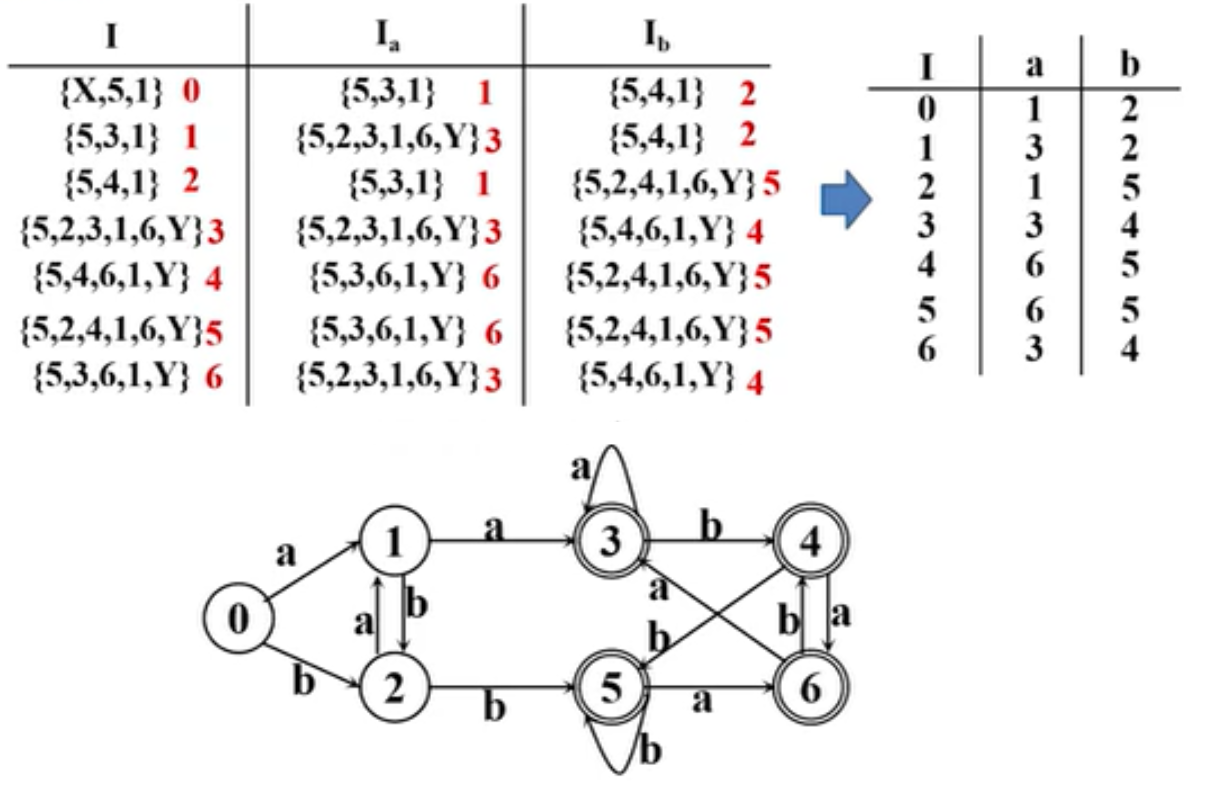 I Iₐ I_b
{X,5,1} 0 {5,3,1} 1 {5,4,1} 2
{5,3,1} 1 {5,2,3,1,6,Y} 3 {5,4,1} 2
{5,4,1} 2 {5,3,1} 1 {5,2,4,1,6,Y} 5
{5,2,3,1,6,Y} 3 {5,2,3,1,6,Y} 3 {5,4,6,1,Y} 4
{5,4,6,1,Y} 4 {5,3,6,1,Y} 6 {5,2,4,1,6,Y} 5
{5,2,4,1,6,Y} 5 {5,3,6,1,Y} 6 {5,2,4,1,6,Y} 5
{5,3,6,1,Y} 6 {5,2,3,1,6,Y} 3 {5,4,6,1,Y} 4
I a b
0 1 2
1 3 2
2 1 5
3 3 4
4 6 5
5 6 5
6 3 4
a
1 a 3 b 4
a
0 a b a b b a
b
2 b 5 a 6
b